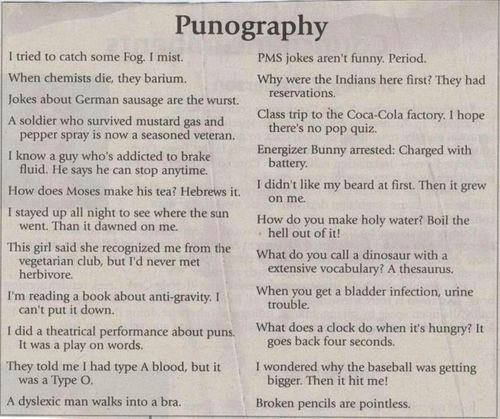 Punography
I tried to catch some Fog. I mist.
When chemists die, they barium.
Jokes about German sausage are the wurst.
A soldier who survived mustard gas and
pepper spray is now a seasoned veteran.
I know a guy who's addicted to brake
fluid. He says he can stop anytime.
How does Moses make his tea? Hebrews it.
I stayed up all night to see where the sun
went. Than it dawned on me.
This girl said she recognized me from the
vegetarian club, but I'd never met
herbivore.
I'm reading a book about anti-gravity. I
can't put it down.
I did a theatrical performance about puns.
It was a play on words.
They told me I had type A blood, but it
was a Type O.
A dyslexic man walks into a bra.
PMS jokes aren't funny. Period.
Why were the Indians here first? They had
reservations.
Class trip to the Coca-Cola factory. I hope
there's no pop quiz.
Energizer Bunny arrested: Charged with
battery.
I didn't like my beard at first. Then it grew
on me.
How do you make holy water? Boil the
hell out of it!
What do you call a dinosaur with a
extensive vocabulary? A thesaurus.
When you get a bladder infection, urine
trouble.
What does a clock do when it's hungry? It
goes back four seconds.
I wondered why the baseball was getting
bigger. Then it hit me!
Broken pencils are pointless.